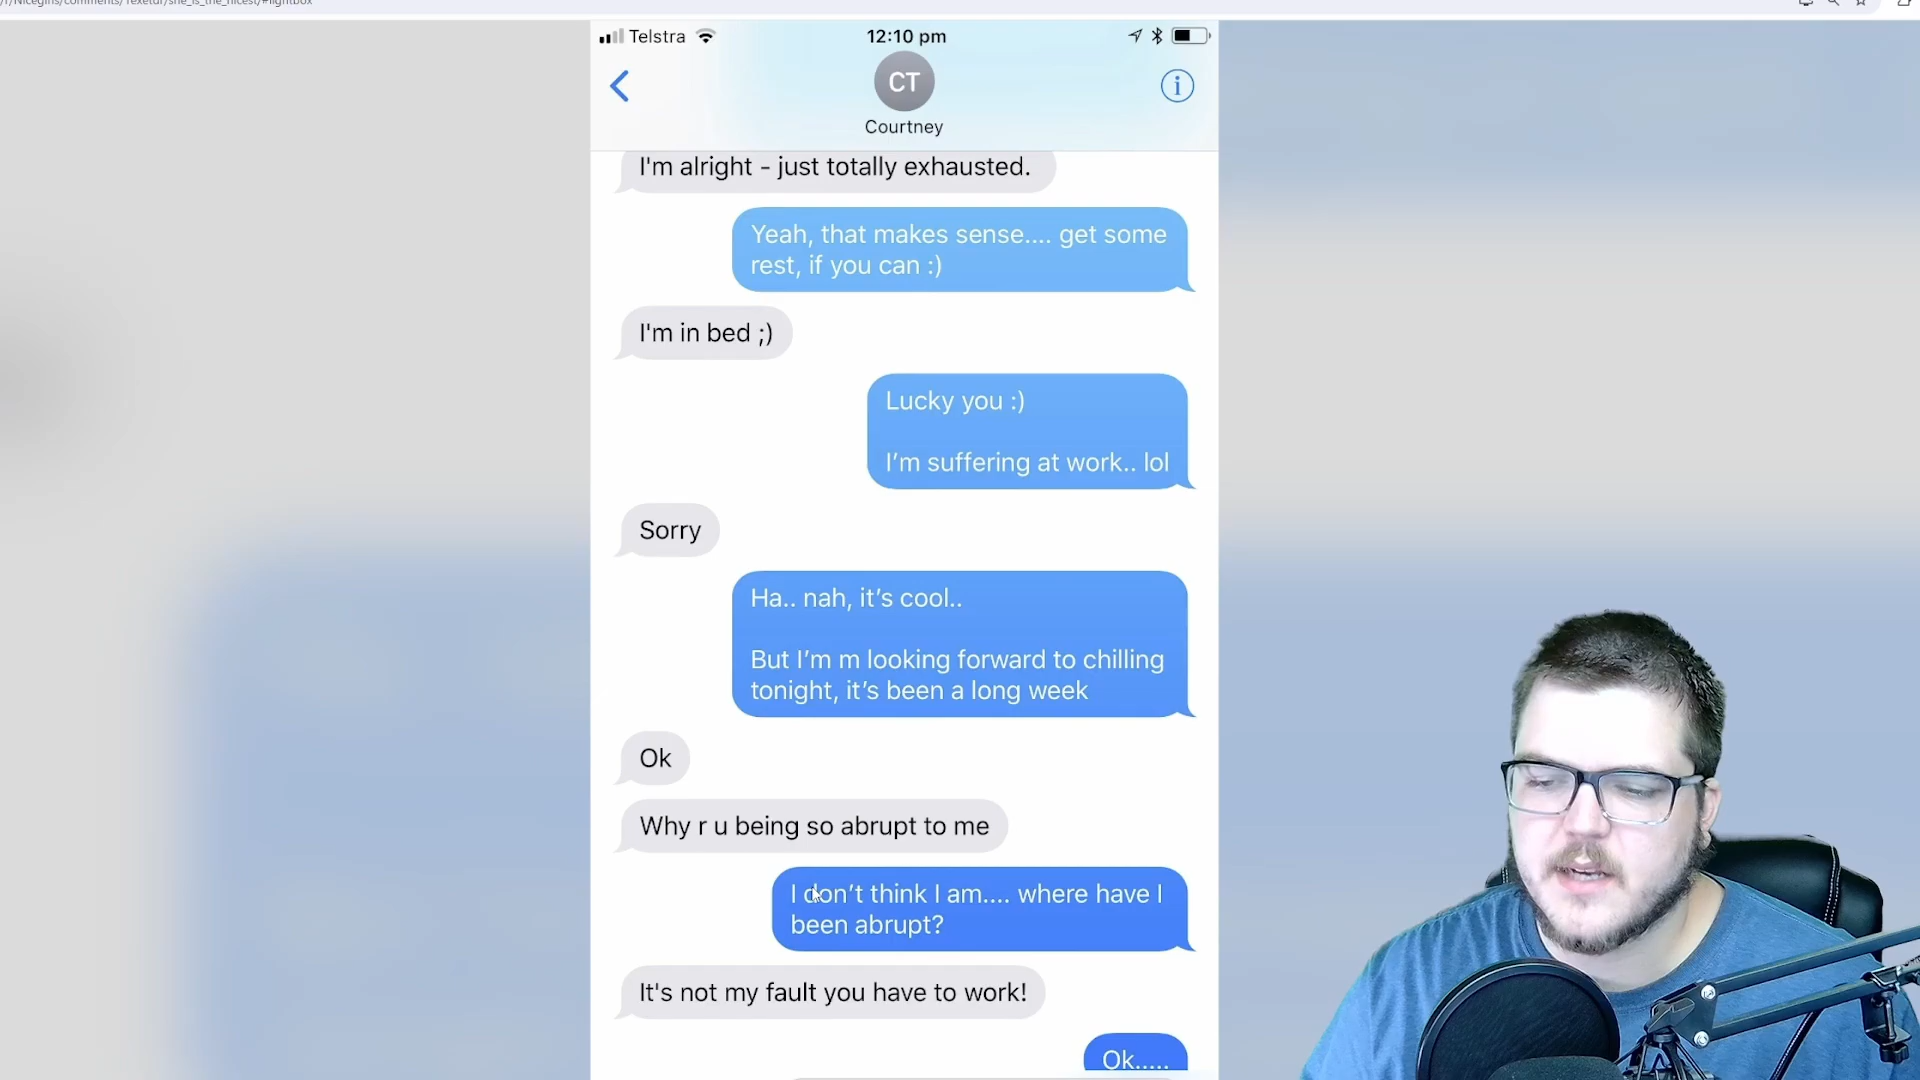 Telstra
12:10 pm
CT
Courtney
I'm alright - just totally exhausted.
Yeah, that makes sense.... get some
rest, if you can :)
I'm in bed ;)
Lucky you :)
I'm suffering at work.. lol
Sorry
Ha.. nah, it's cool..
But I'm m looking forward to chilling
tonight, it's been a long week
Ok
Why r u being so abrupt to me
I don't think I am.... where have I
been abrupt?
It's not my fault you have to work!
Ok.....